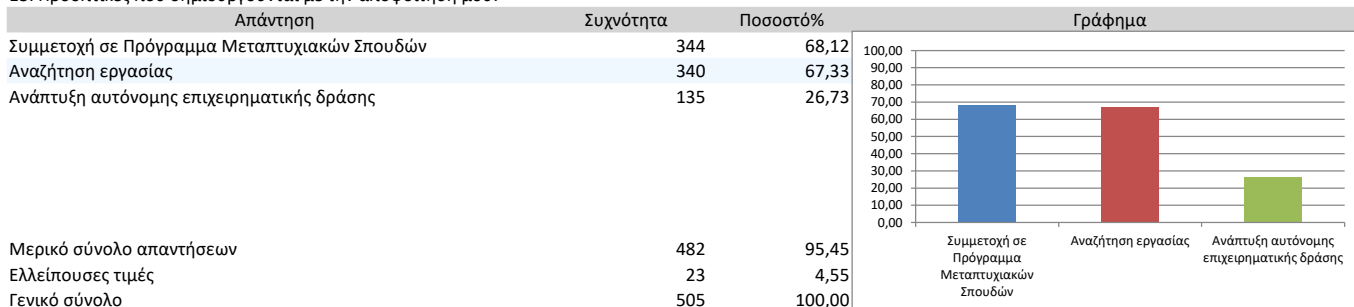 Απάντηση Συχνότητα Ποσοστό% Γράφημα
Συμμετοχή σε Πρόγραμμα Μεταπτυχιακών Σπουδών 344 68,12
Αναζήτηση εργασίας 340 67,33
Ανάπτυξη αυτόνομης επιχειρηματικής δράσης 135 26,73
Μερικό σύνολο απαντήσεων 482 95,45
Ελλείπουσες τιμές 23 4,55
Γενικό σύνολο 505 100,00
100,00
90,00
80,00
70,00
60,00
50,00
40,00
30,00
20,00
10,00
0,00
Συμμετοχή σε
Πρόγραμμα
Μεταπτυχιακών
Σπουδών
Αναζήτηση εργασίας
Ανάπτυξη αυτόνομης
επιχειρηματικής δράσης